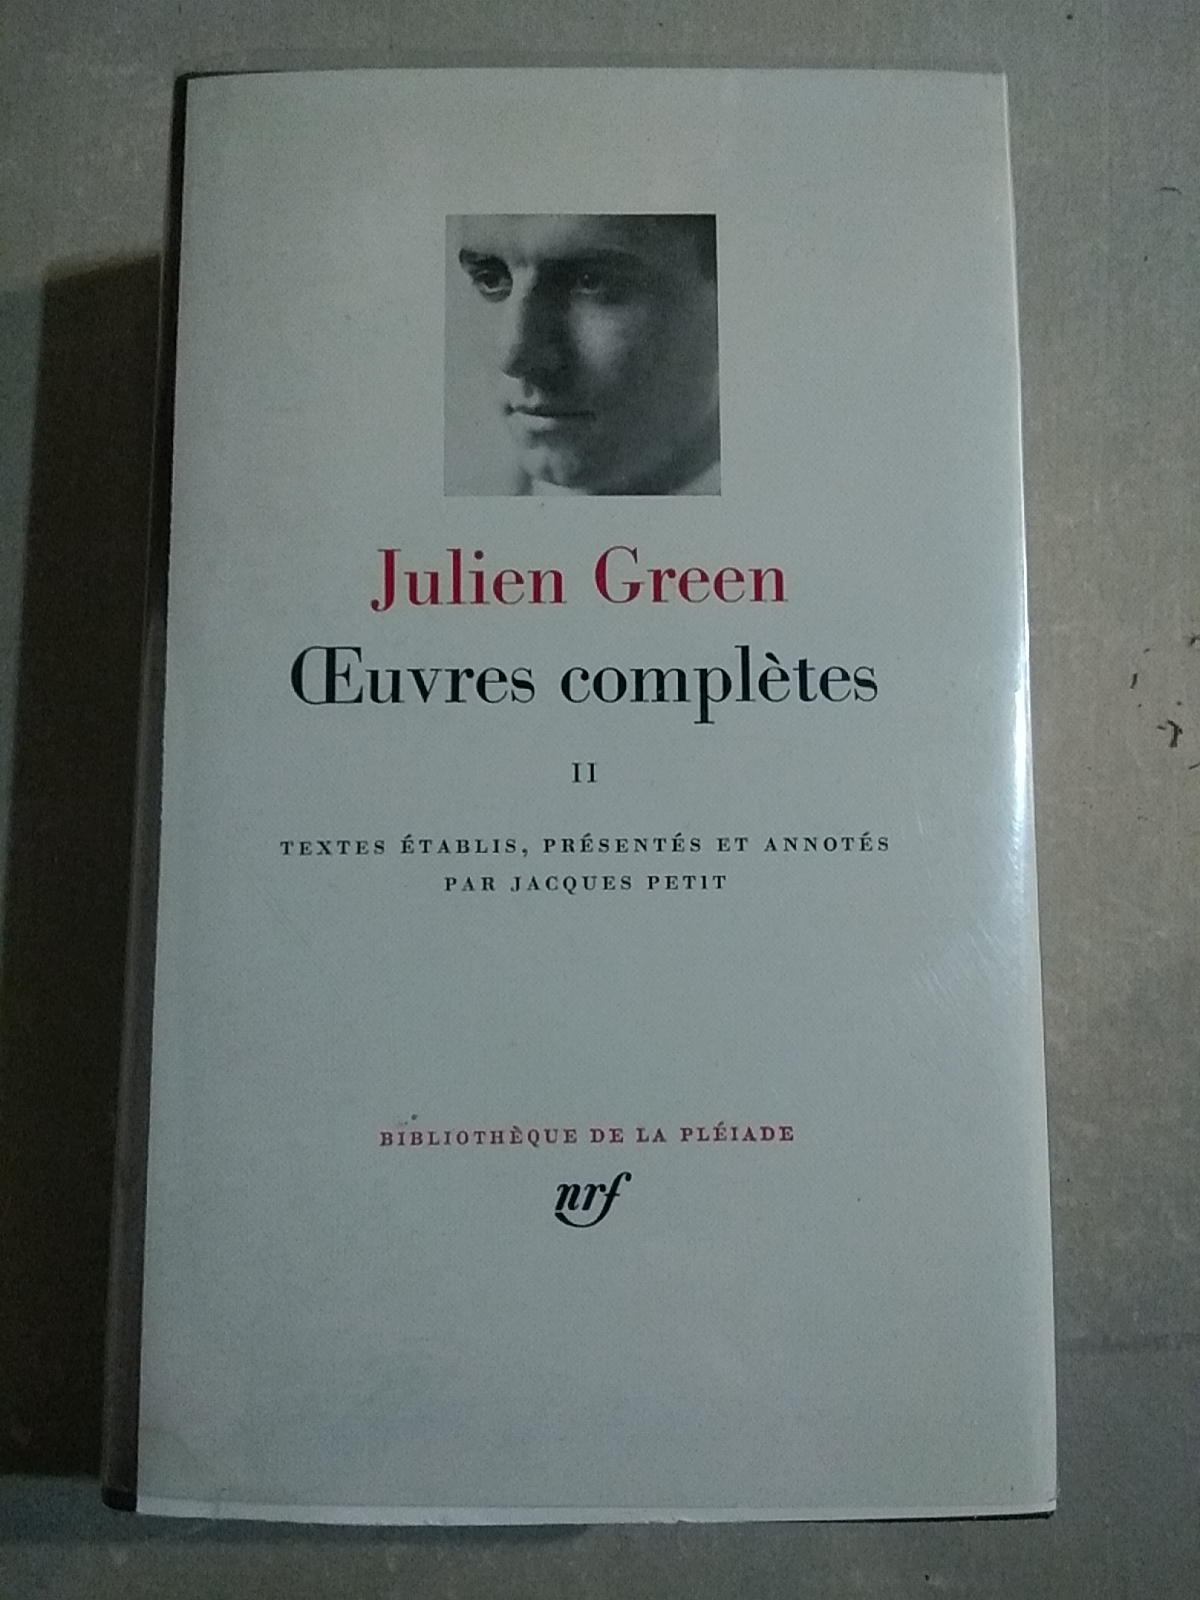 Julien Green
Œuvres complètes
II
TEXTES ÉTABLIS, PRÉSENTÉS ET ANNOTÉS
PAR JACQUES PETIT
BIBLIOTHÈQUE DE LA PLÉIADE
nrf